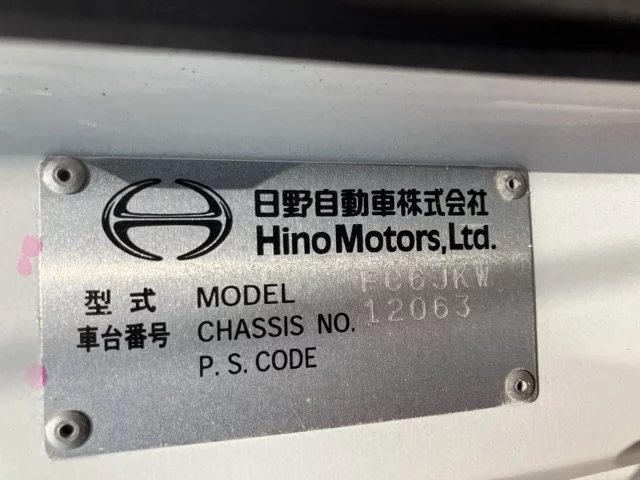 日野自動車株式会社
Hino Motors, Ltd.
型式 MODEL FC6JKW
車台番号 CHASSIS NO. 12063
P. S. CODE